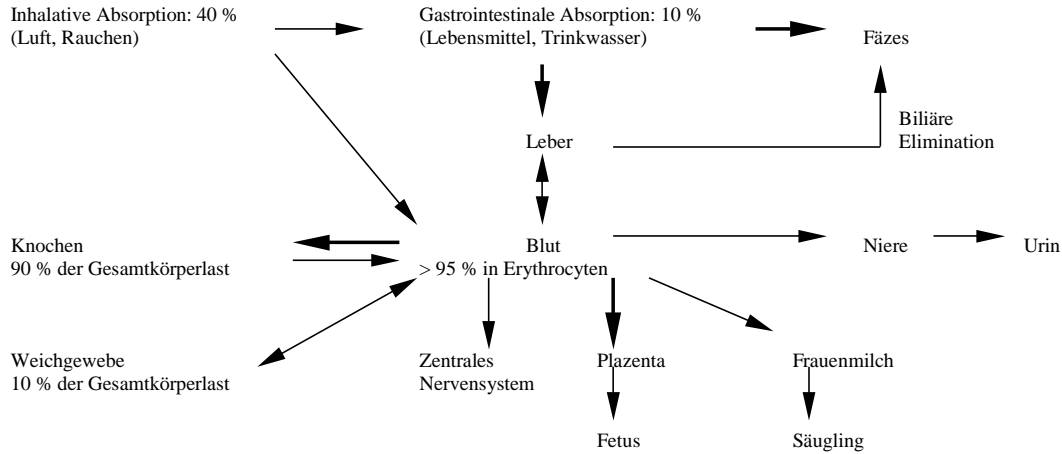 Inhalative Absorption: 40 %
(Luft, Rauchen)
Gastrointestinale Absorption: 10 %
(Lebensmittel, Trinkwasser)
Fäzes
Leber
Biliäre
Elimination
Knochen
90 % der Gesamtkörperlast
Blut
> 95 % in Erythrocyten
Niere
Urin
Weichgewebe
10 % der Gesamtkörperlast
Zentrales
Nervensystem
Plazenta
Frauenmilch
Fetus
Säugling